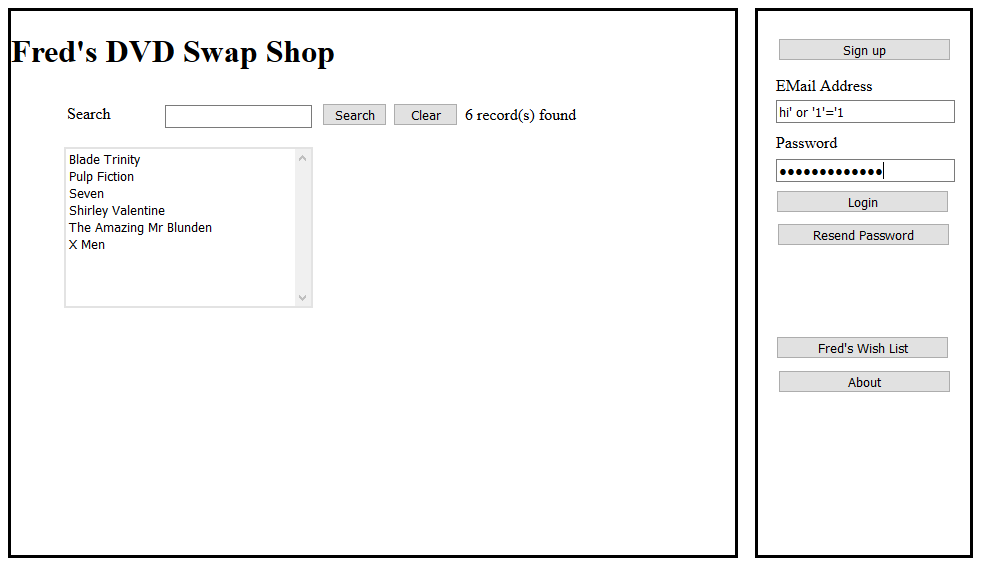 Fred's DVD Swap Shop
Search
Search
Clear
6 record(s) found
Blade Trinity
Pulp Fiction
Seven
Shirley Valentine
The Amazing Mr Blunden
X Men
Sign up
EMail Address
hi' or '1'='1
Password
●●●●●●●●●●●●●
Login
Resend Password
Fred's Wish List
About